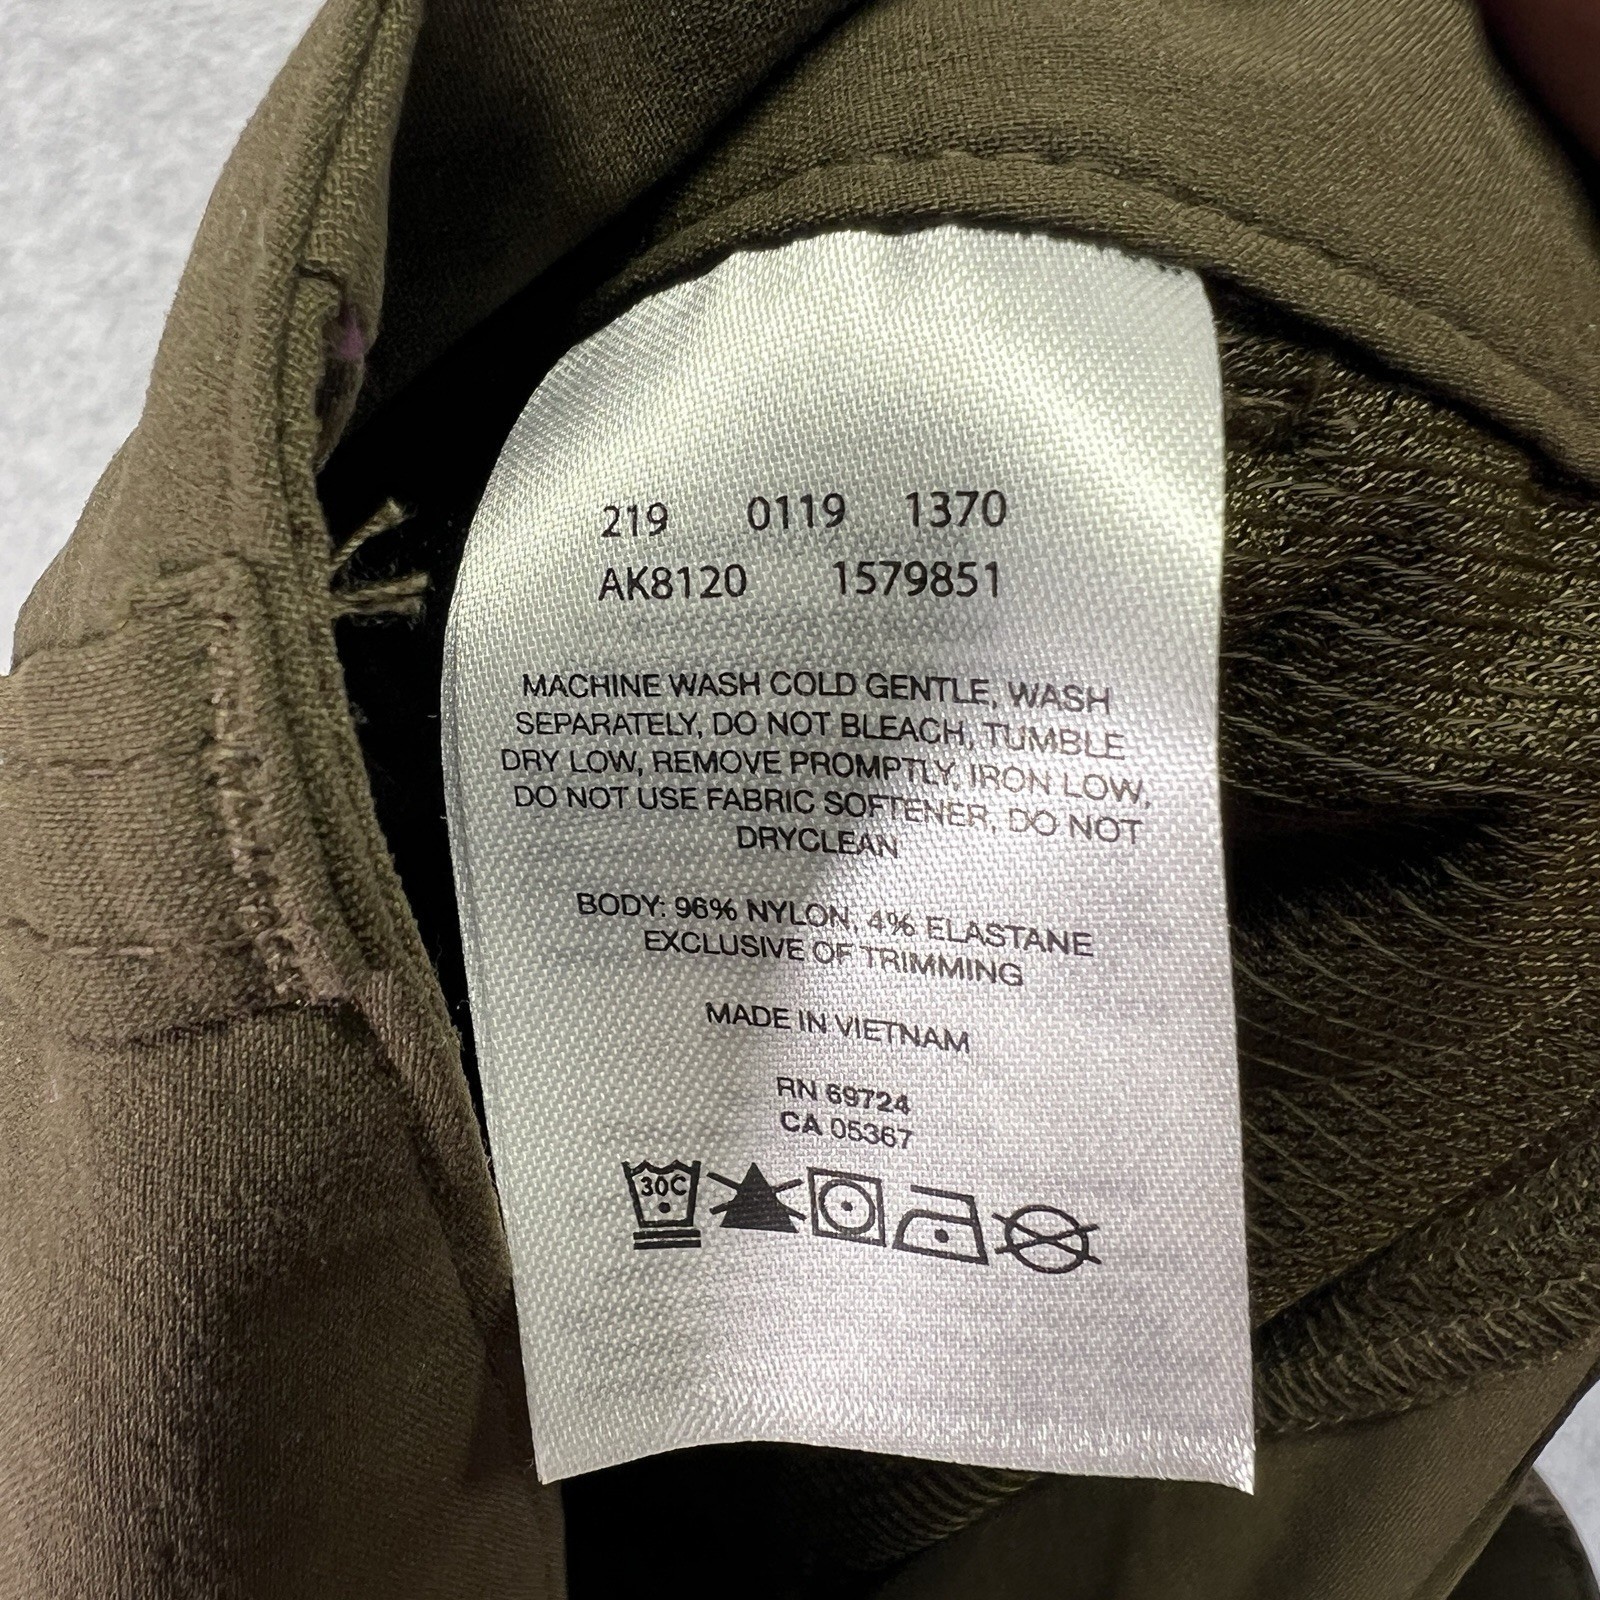 219 0119 1370
AK8120 1579851
MACHINE WASH COLD GENTLE, WASH
SEPARATELY, DO NOT BLEACH, TUMBLE
DRY LOW, REMOVE PROMPTLY, IRON LOW,
DO NOT USE FABRIC SOFTENER, DO NOT
DRYCLEAN
BODY: 96% NYLON, 4% ELASTANE
EXCLUSIVE OF TRIMMING
MADE IN VIETNAM
RN 69724
CA 05367
30C